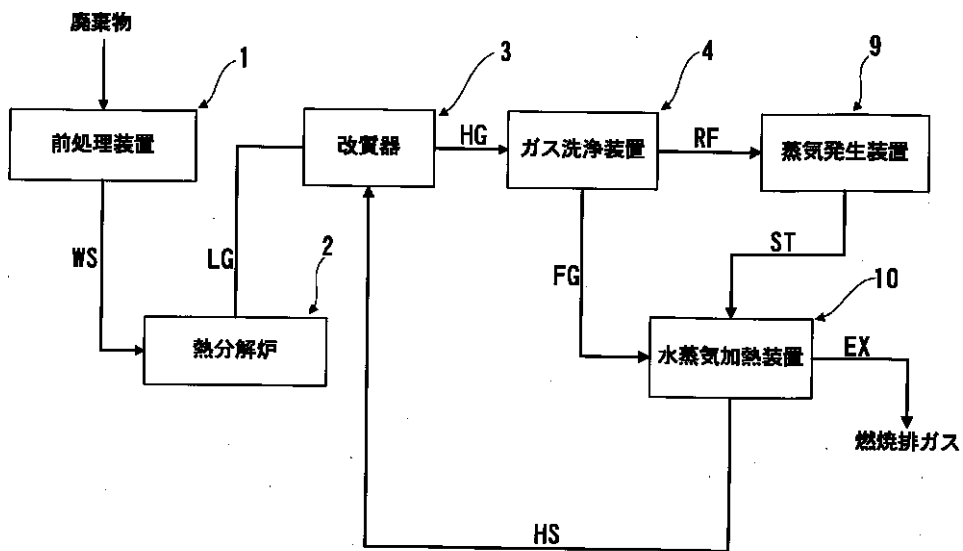 廃棄物
1
前処理装置
3
改質器
HG
4
ガス洗浄装置
RF
9
蒸気発生装置
WS
LG
2
熱分解炉
FG
ST
10
水蒸気加熱装置
EX
燃焼排ガス
HS